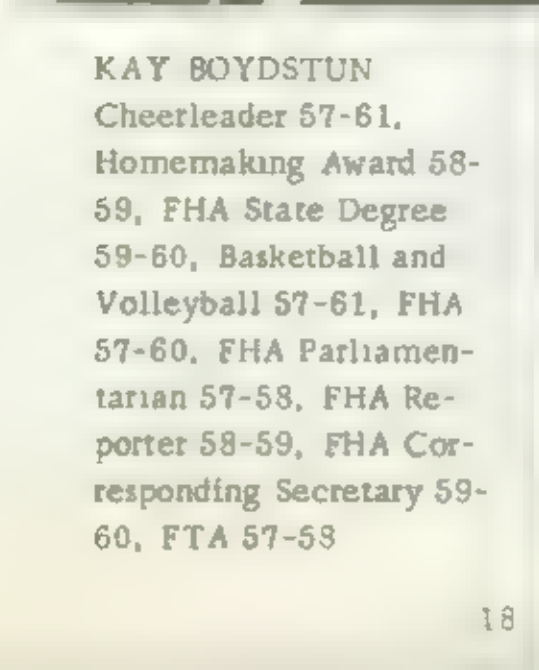 KAY BOYDSTUN
Cheerleader 57-61,
Homemaking Award 58-
59, FHA State Degree
59-60, Basketball and
Volleyball 57-61, FHA
57-60, FHA Parliamen-
tarian 57-58, FHA Re-
porter 58-59, FHA Cor-
responding Secretary 59-
60, FTA 57-58
18